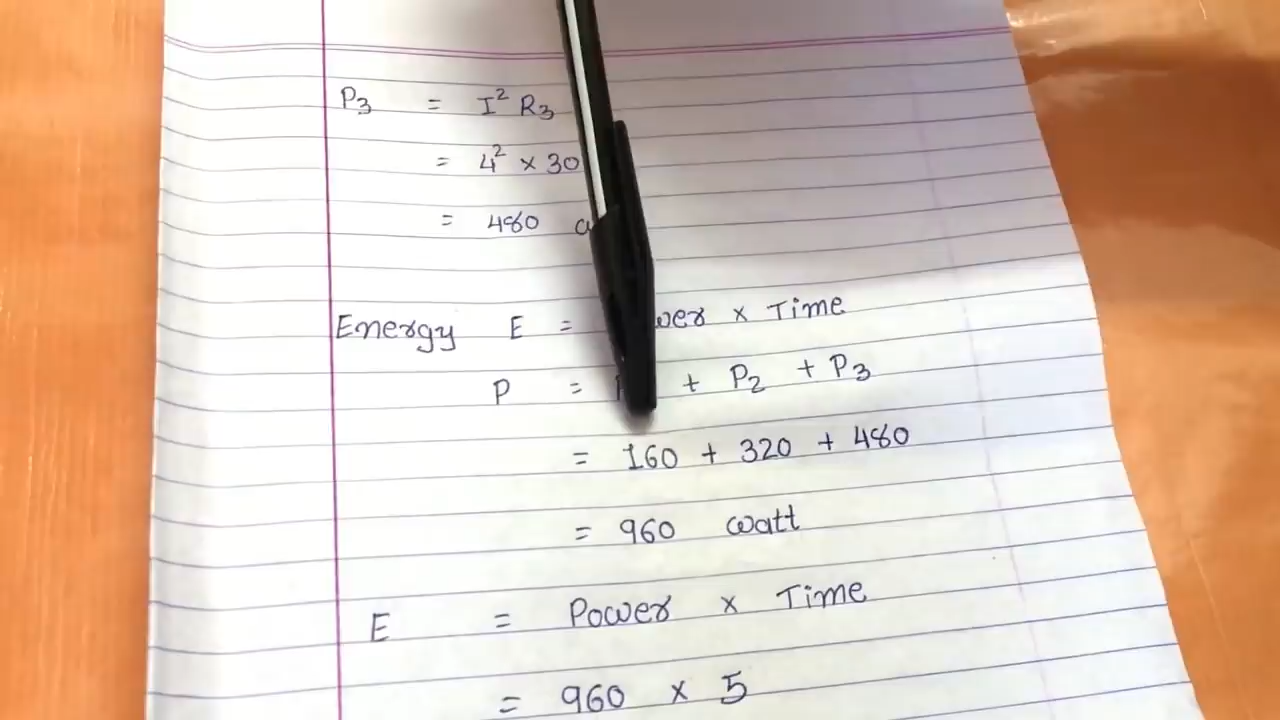 P3 = I² R3
= 4² × 30
= 480
Energy E = × Time
P = + P2 + P3
= 160 + 320 + 480
= 960 watt
E = Power × Time
= 960 × 5